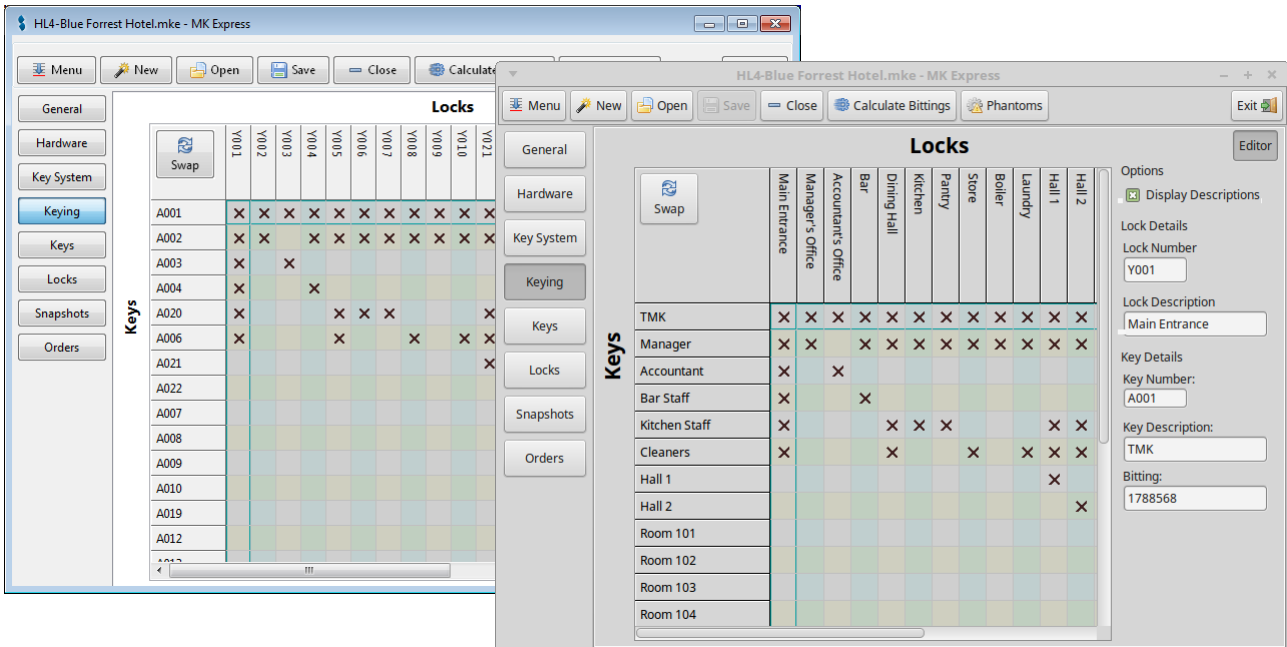 HL4-Blue Forrest Hotel.mke - MK Express
Menu New Open Save Close Calculate
General
Hardware
Key System
Keying
Keys
Locks
Snapshots
Orders
Locks
Swap
Y001 Y002 Y003 Y004 Y005 Y006 Y007 Y008 Y009 Y010 Y021
Keys
A001 X X X X X X X X X X X
A002 X X X X X X X X X X
A003 X X
A004 X X
A020 X X X X X
A006 X X X X X
A021 X
A022
A007
A008
A009
A010
A019
A012
HL4-Blue Forrest Hotel.mke - MK Express
Menu New Open Save Close Calculate Bittings Phantoms Exit
General
Hardware
Key System
Keying
Keys
Locks
Snapshots
Orders
Locks
Swap
Main Entrance
Manager's Office
Accountant's Office
Bar
Dining Hall
Kitchen
Pantry
Store
Boiler
Laundry
Hall 1
Hall 2
Keys
TMK X X X X X X X X X X X X
Manager X X X X X X X X X X X
Accountant X X
Bar Staff X X
Kitchen Staff X X X X X X
Cleaners X X X X X X
Hall 1 X
Hall 2 X
Room 101
Room 102
Room 103
Room 104
Editor
Options
Display Descriptions
Lock Details
Lock Number
Y001
Lock Description
Main Entrance
Key Details
Key Number:
A001
Key Description:
TMK
Bitting:
1788568